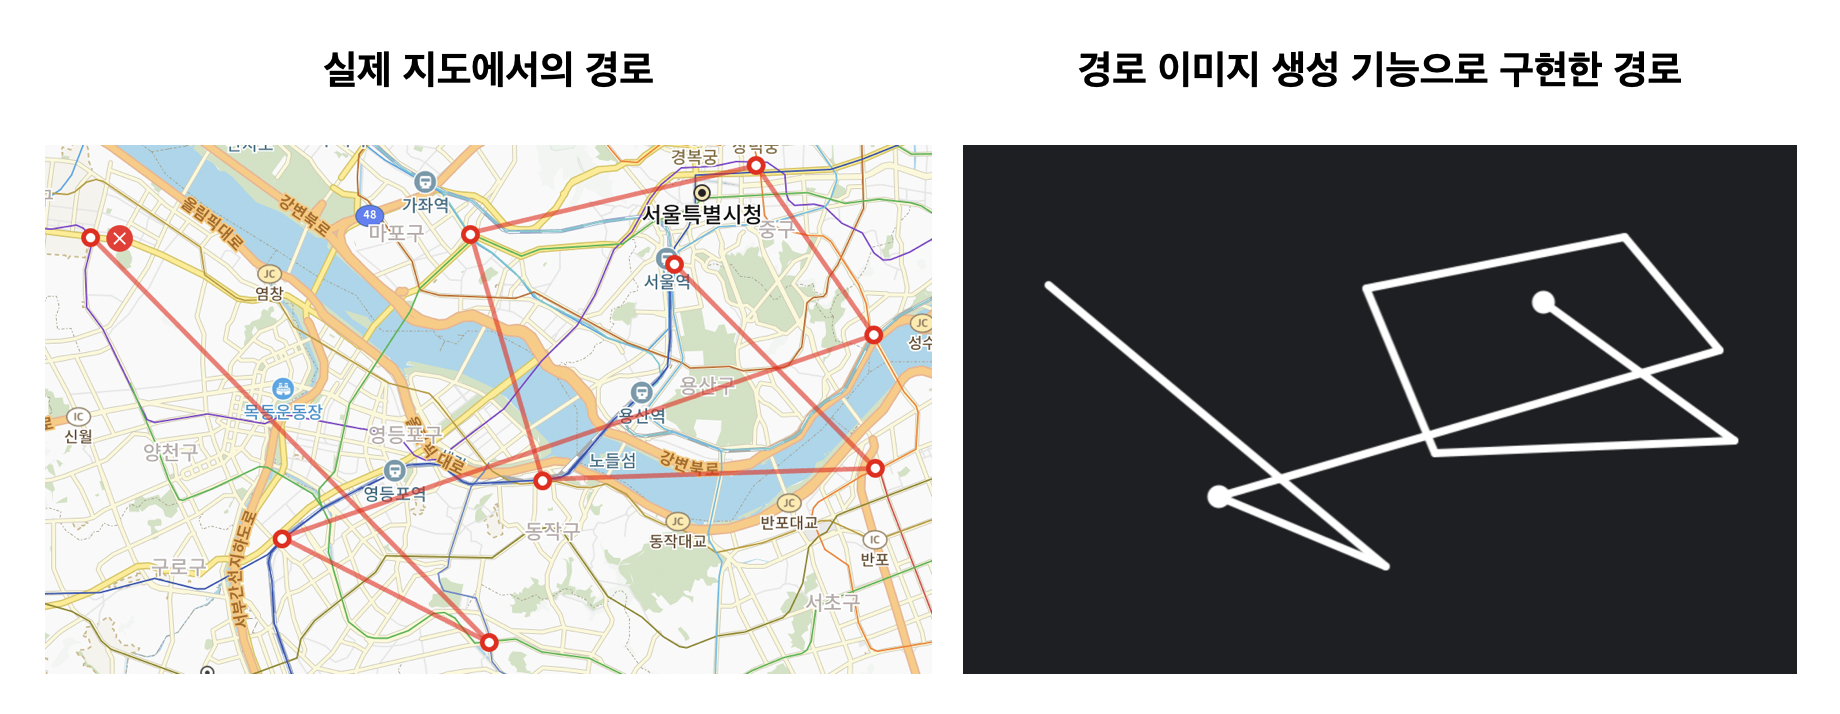 실제 지도에서의 경로
경로 이미지 생성 기능으로 구현한 경로
경복궁
가좌역
48
올림픽대로
강변북로
마포구
서울특별시청
중구
서울역
JC
염창
JC
성수
목동운동장
용산구
용산역
IC
신월
영등포구
양천구
대로
노들섬
강변북로
영등포역
JC
반포대교
JC
동작대교
동작구
IC
반포
구로구
서부간선지하도로
서초구